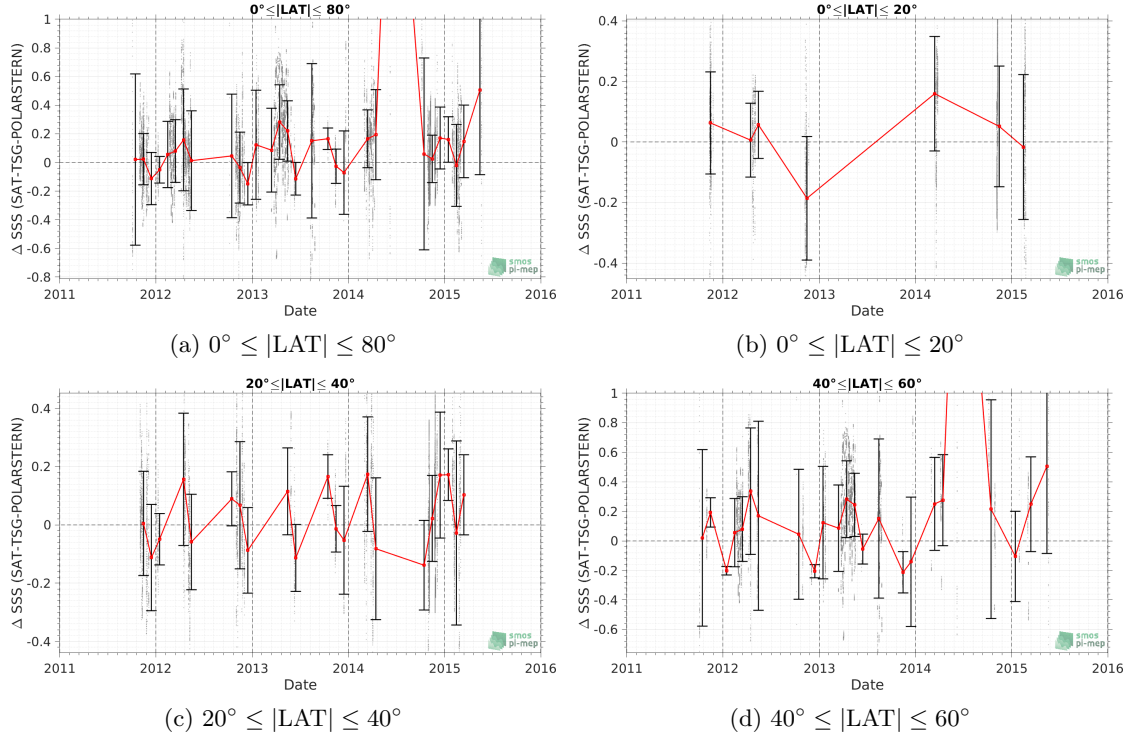 0°≤|LAT|≤ 80°
Δ SSS (SAT-TSG-POLARSTERN)
1
0.8
0.6
0.4
0.2
0
-0.2
-0.4
-0.6
-0.8
2011 2012 2013 2014 2015 2016
Date
smos
pi-mep
(a) 0° ≤ |LAT| ≤ 80°
0°≤|LAT|≤ 20°
Δ SSS (SAT-TSG-POLARSTERN)
0.4
0.2
0
-0.2
-0.4
2011 2012 2013 2014 2015 2016
Date
smos
pi-mep
(b) 0° ≤ |LAT| ≤ 20°
20°≤|LAT|≤ 40°
Δ SSS (SAT-TSG-POLARSTERN)
0.4
0.2
0
-0.2
-0.4
2011 2012 2013 2014 2015 2016
Date
smos
pi-mep
(c) 20° ≤ |LAT| ≤ 40°
40°≤|LAT|≤ 60°
Δ SSS (SAT-TSG-POLARSTERN)
1
0.8
0.6
0.4
0.2
0
-0.2
-0.4
-0.6
2011 2012 2013 2014 2015 2016
Date
smos
pi-mep
(d) 40° ≤ |LAT| ≤ 60°